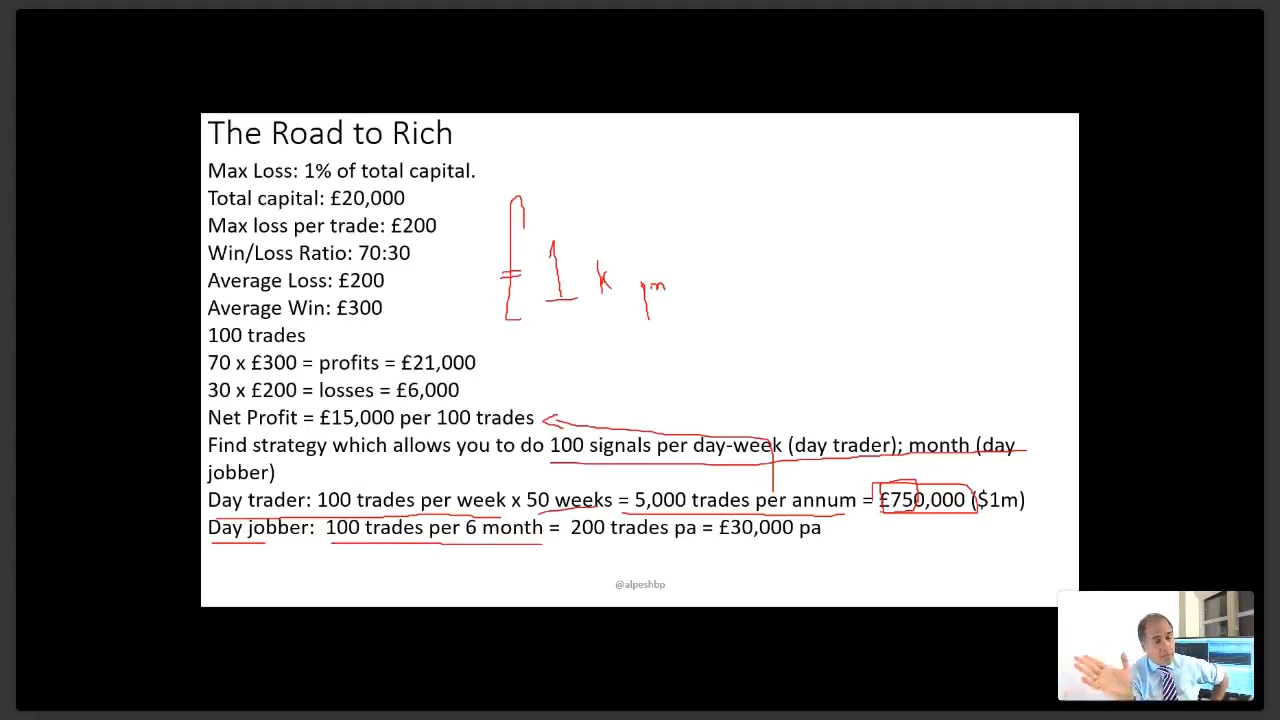 The Road to Rich
Max Loss: 1% of total capital.
Total capital: £20,000
Max loss per trade: £200
Win/Loss Ratio: 70:30
Average Loss: £200
Average Win: £300
100 trades
70 x £300 = profits = £21,000
30 x £200 = losses = £6,000
Net Profit = £15,000 per 100 trades
Find strategy which allows you to do 100 signals per day-week (day trader); month (day
jobber)
Day trader: 100 trades per week x 50 weeks = 5,000 trades per annum = £750,000 ($1m)
Day jobber: 100 trades per 6 month = 200 trades pa = £30,000 pa
£1k pm
@alpeshbp